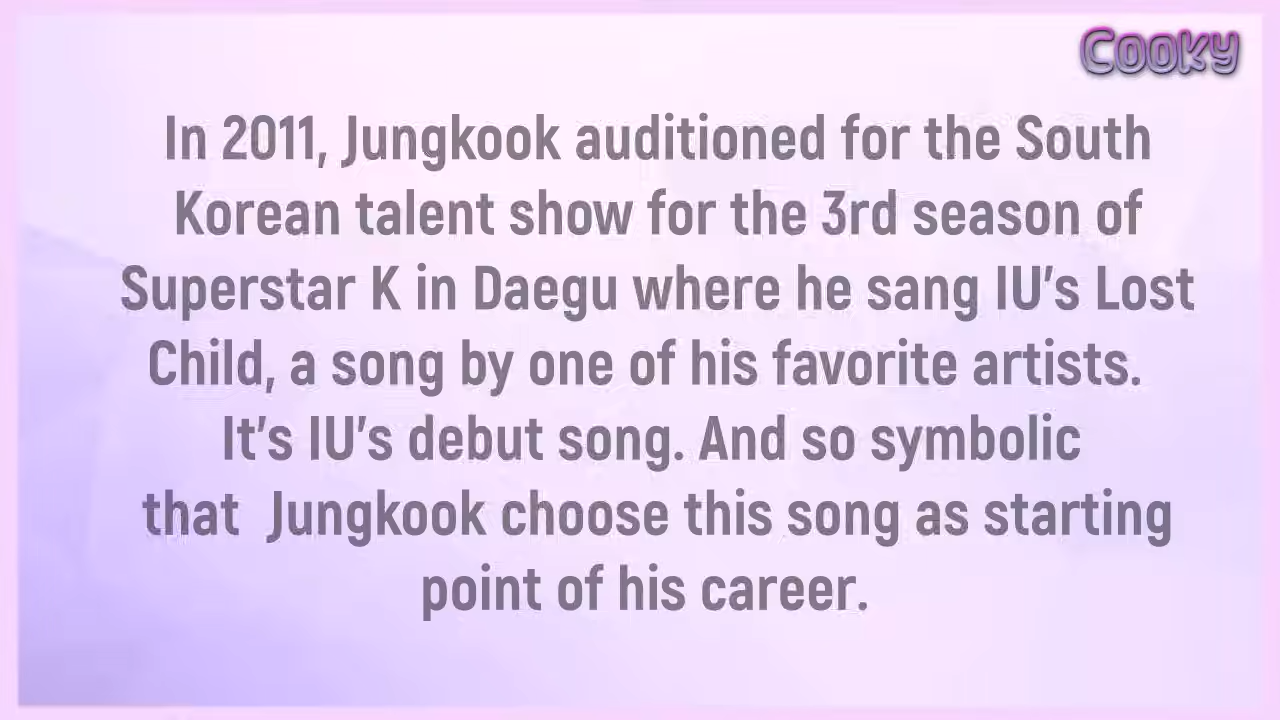 Cooky
In 2011, Jungkook auditioned for the South
Korean talent show for the 3rd season of
Superstar K in Daegu where he sang IU's Lost
Child, a song by one of his favorite artists.
It's IU's debut song. And so symbolic
that  Jungkook choose this song as starting
point of his career.